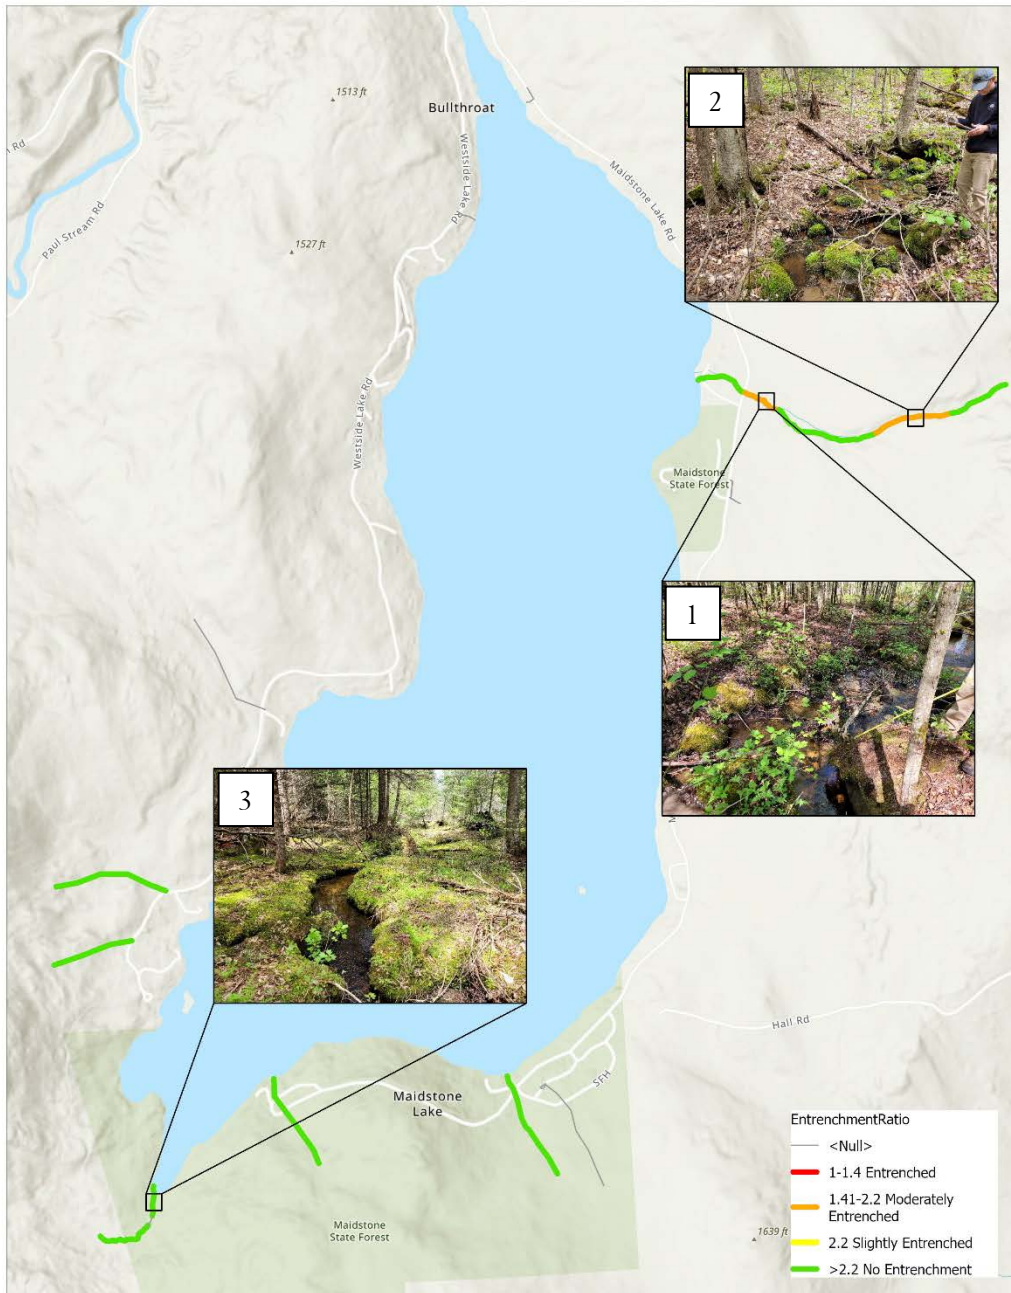 1513 ft
Bullthroat
2
n Rd
Westside Lake Rd
Maidstone Lake Rd
Paul Stream Rd
1527 ft
Westside Lake Rd
Maidstone
State Forest
1
3
N
Hall Rd
SFH
Maidstone
Lake
Maidstone
State Forest
1639 ft
EntrenchmentRatio
<Null>
1-1.4 Entrenched
1.41-2.2 Moderately
Entrenched
2.2 Slightly Entrenched
>2.2 No Entrenchment